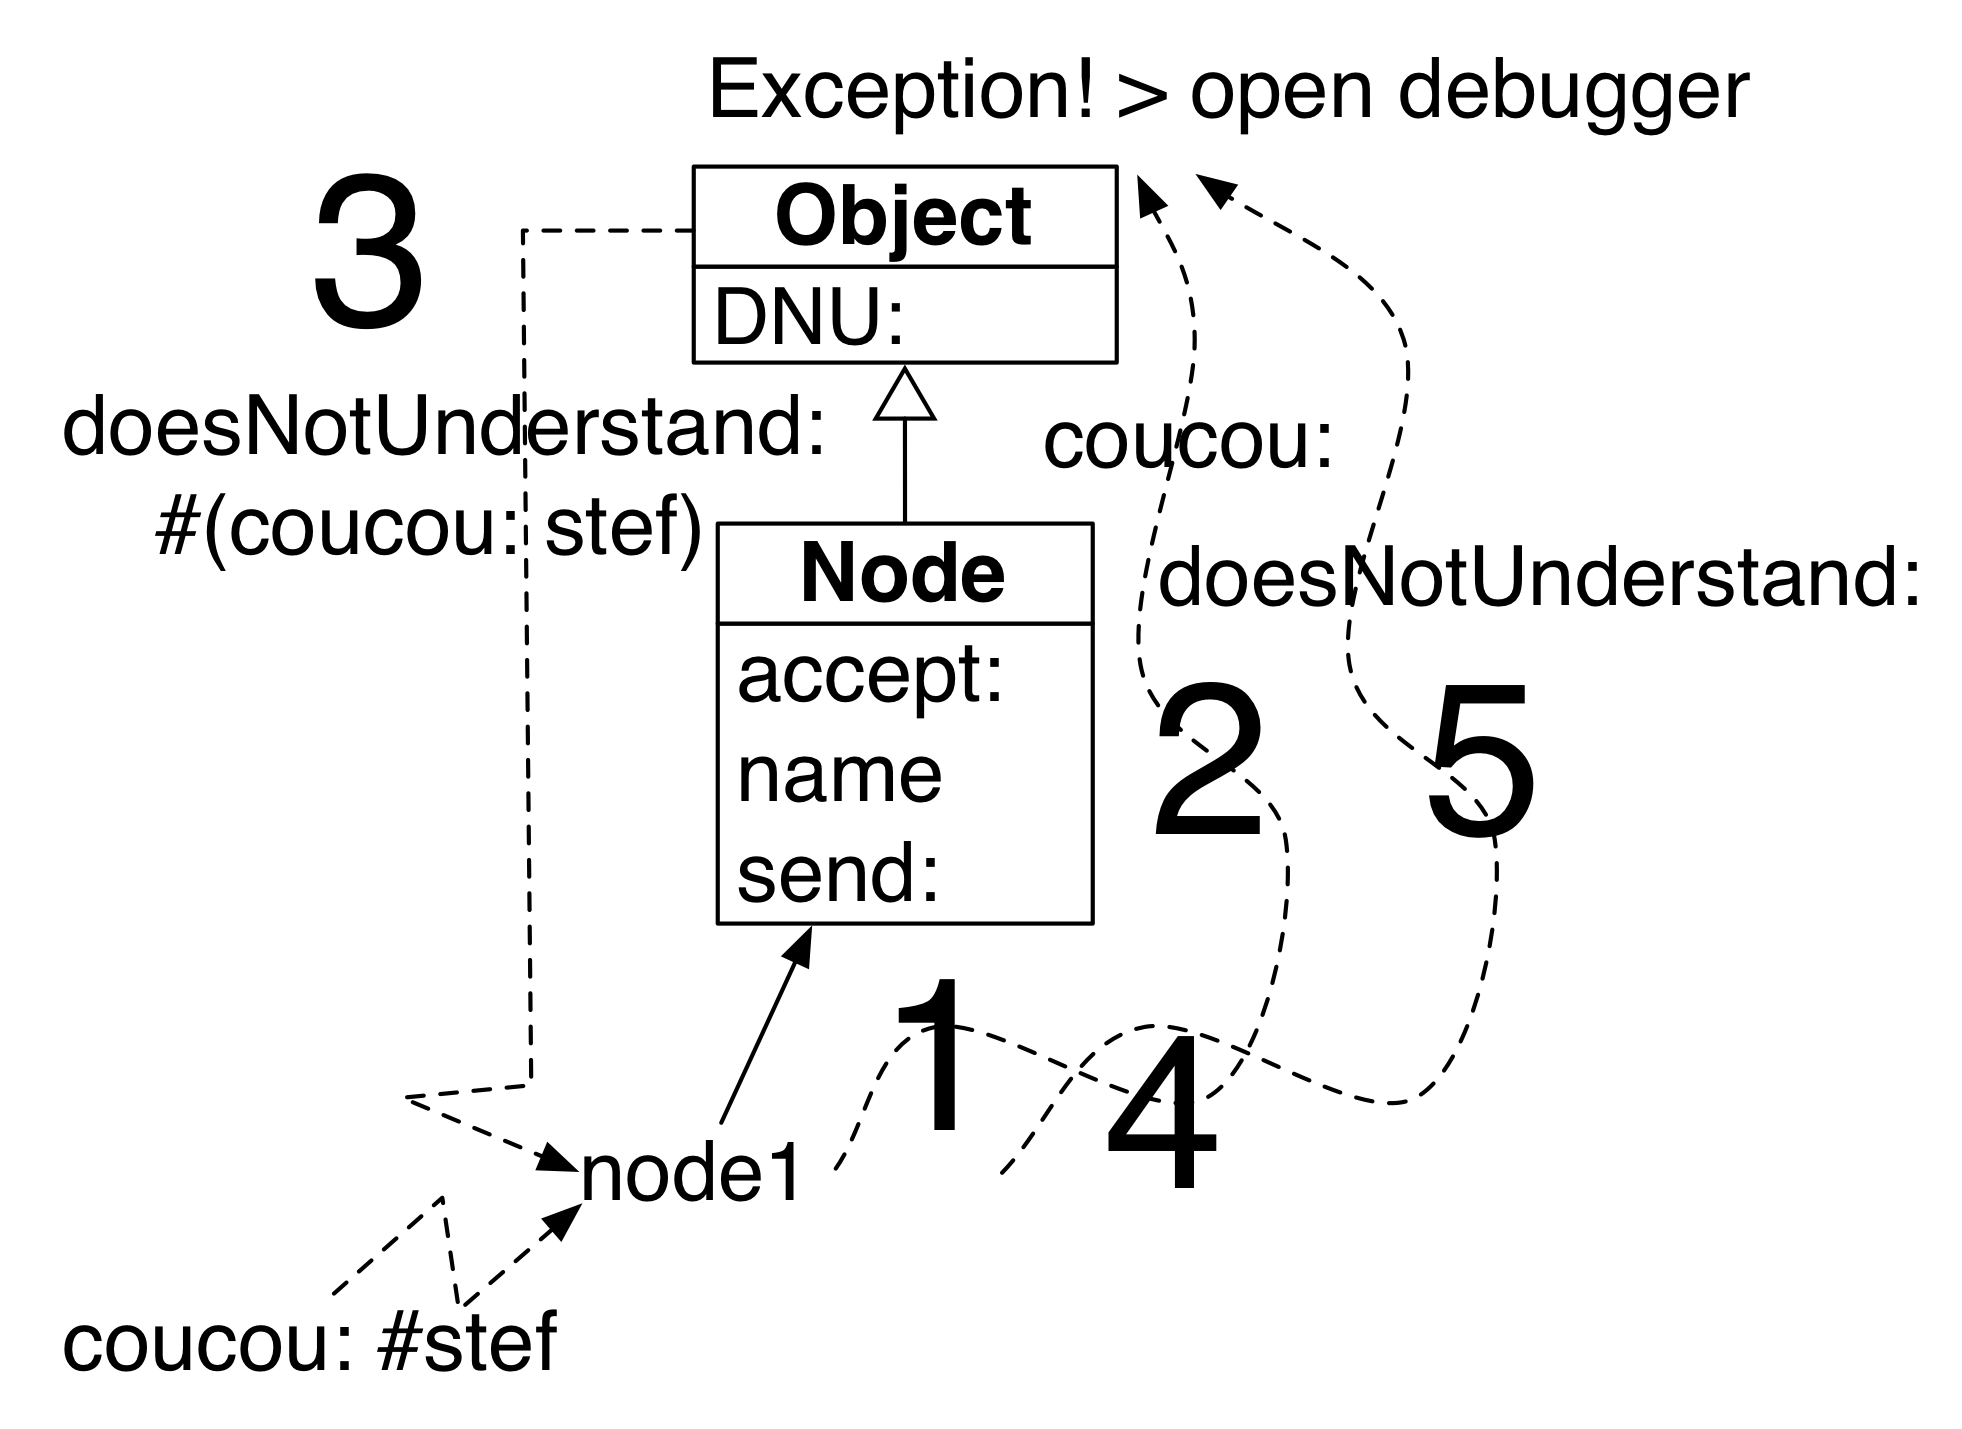 Exception! > open debugger
3
Object
DNU:
doesNotUnderstand:
#(coucou: stef)
coucou:
doesNotUnderstand:
Node
accept:
name
send:
2
5
1
4
node1
coucou: #stef